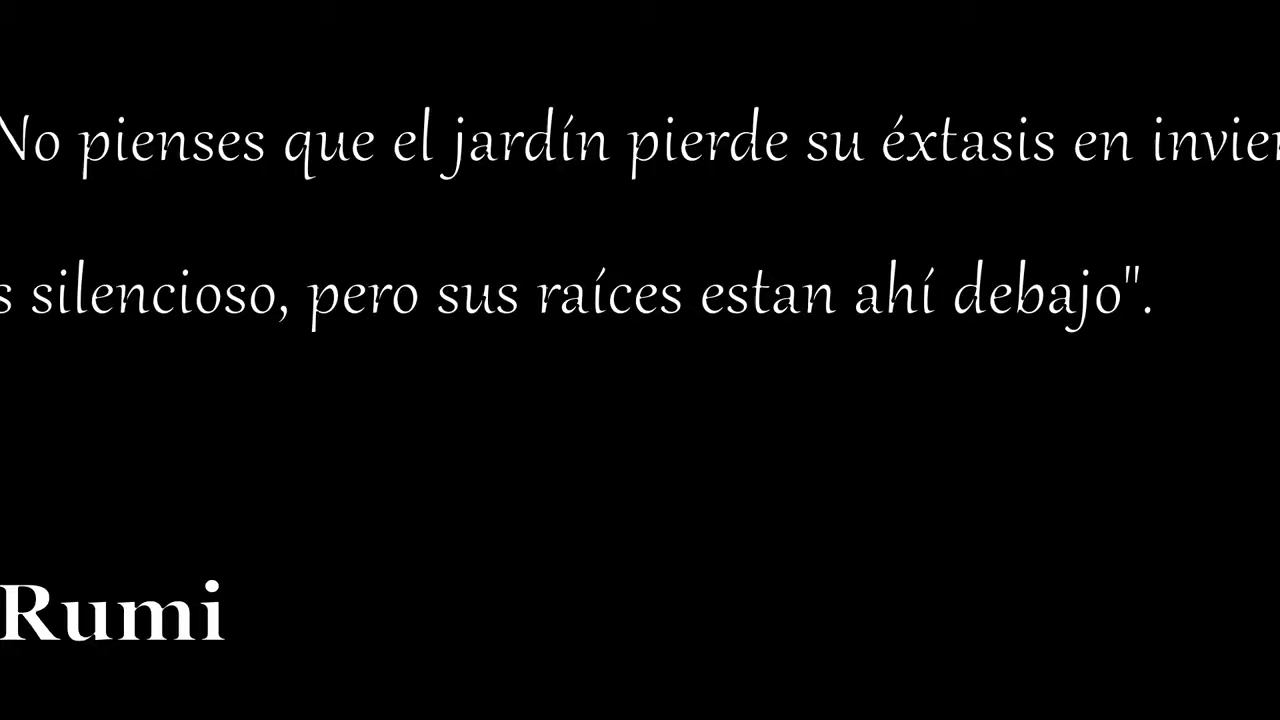 No pienses que el jardín pierde su éxtasis en invier
s silencioso, pero sus raíces estan ahí debajo".
Rumi